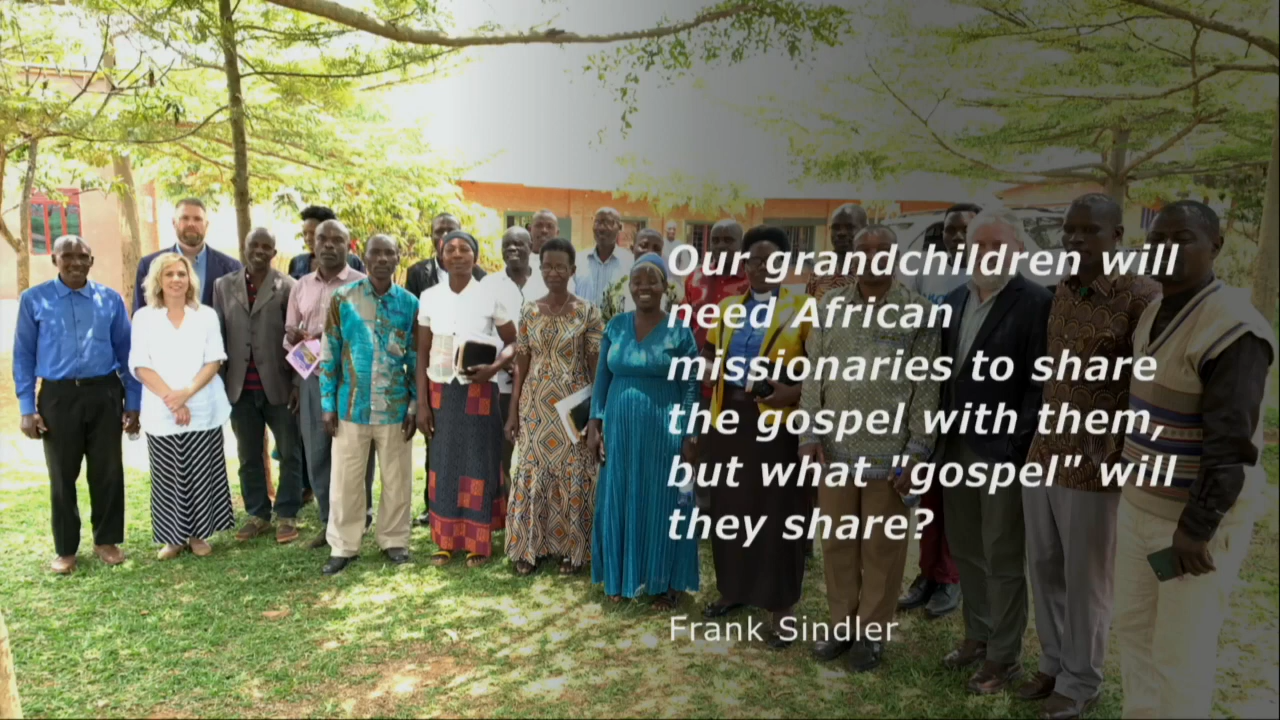 Our grandchildren will
need African
missionaries to share
the gospel with them,
but what "gospel" will
they share?
Frank Sindler